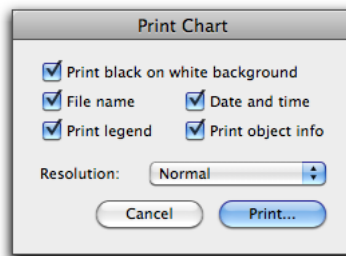 Print Chart
Print black on white background
File name Date and time
Print legend Print object info
Resolution: Normal
Cancel Print...